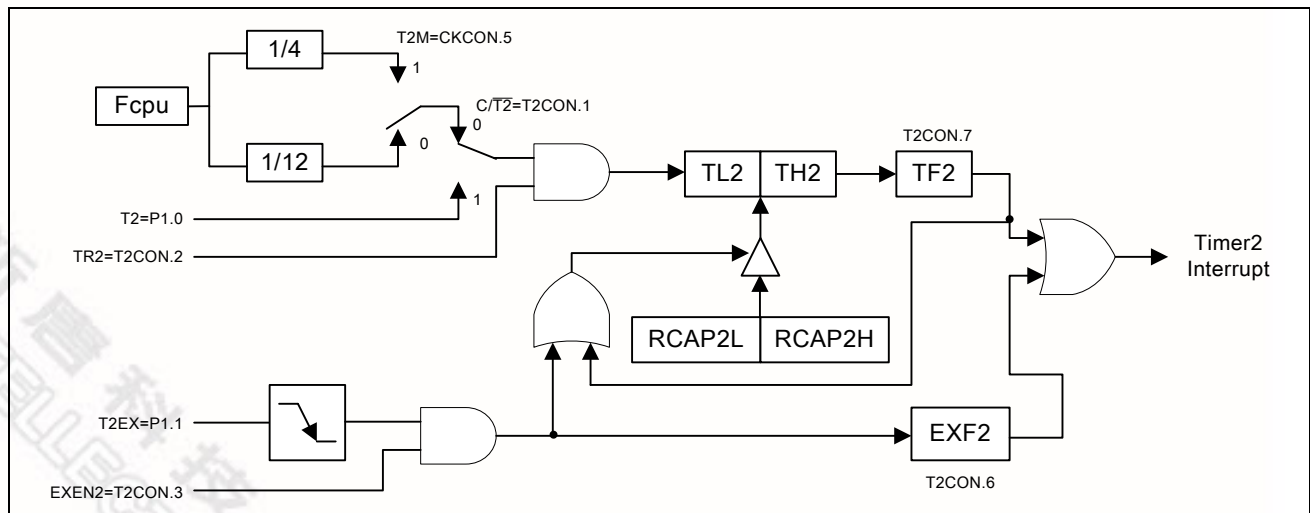 T2M=CKCON.5
1/4
1
Fcpu
C/T2=T2CON.1
0
0
1/12
T2CON.7
TL2
TH2
TF2
1
T2=P1.0
TR2=T2CON.2
Timer2
Interrupt
RCAP2L
RCAP2H
T2EX=P1.1
EXF2
EXEN2=T2CON.3
T2CON.6